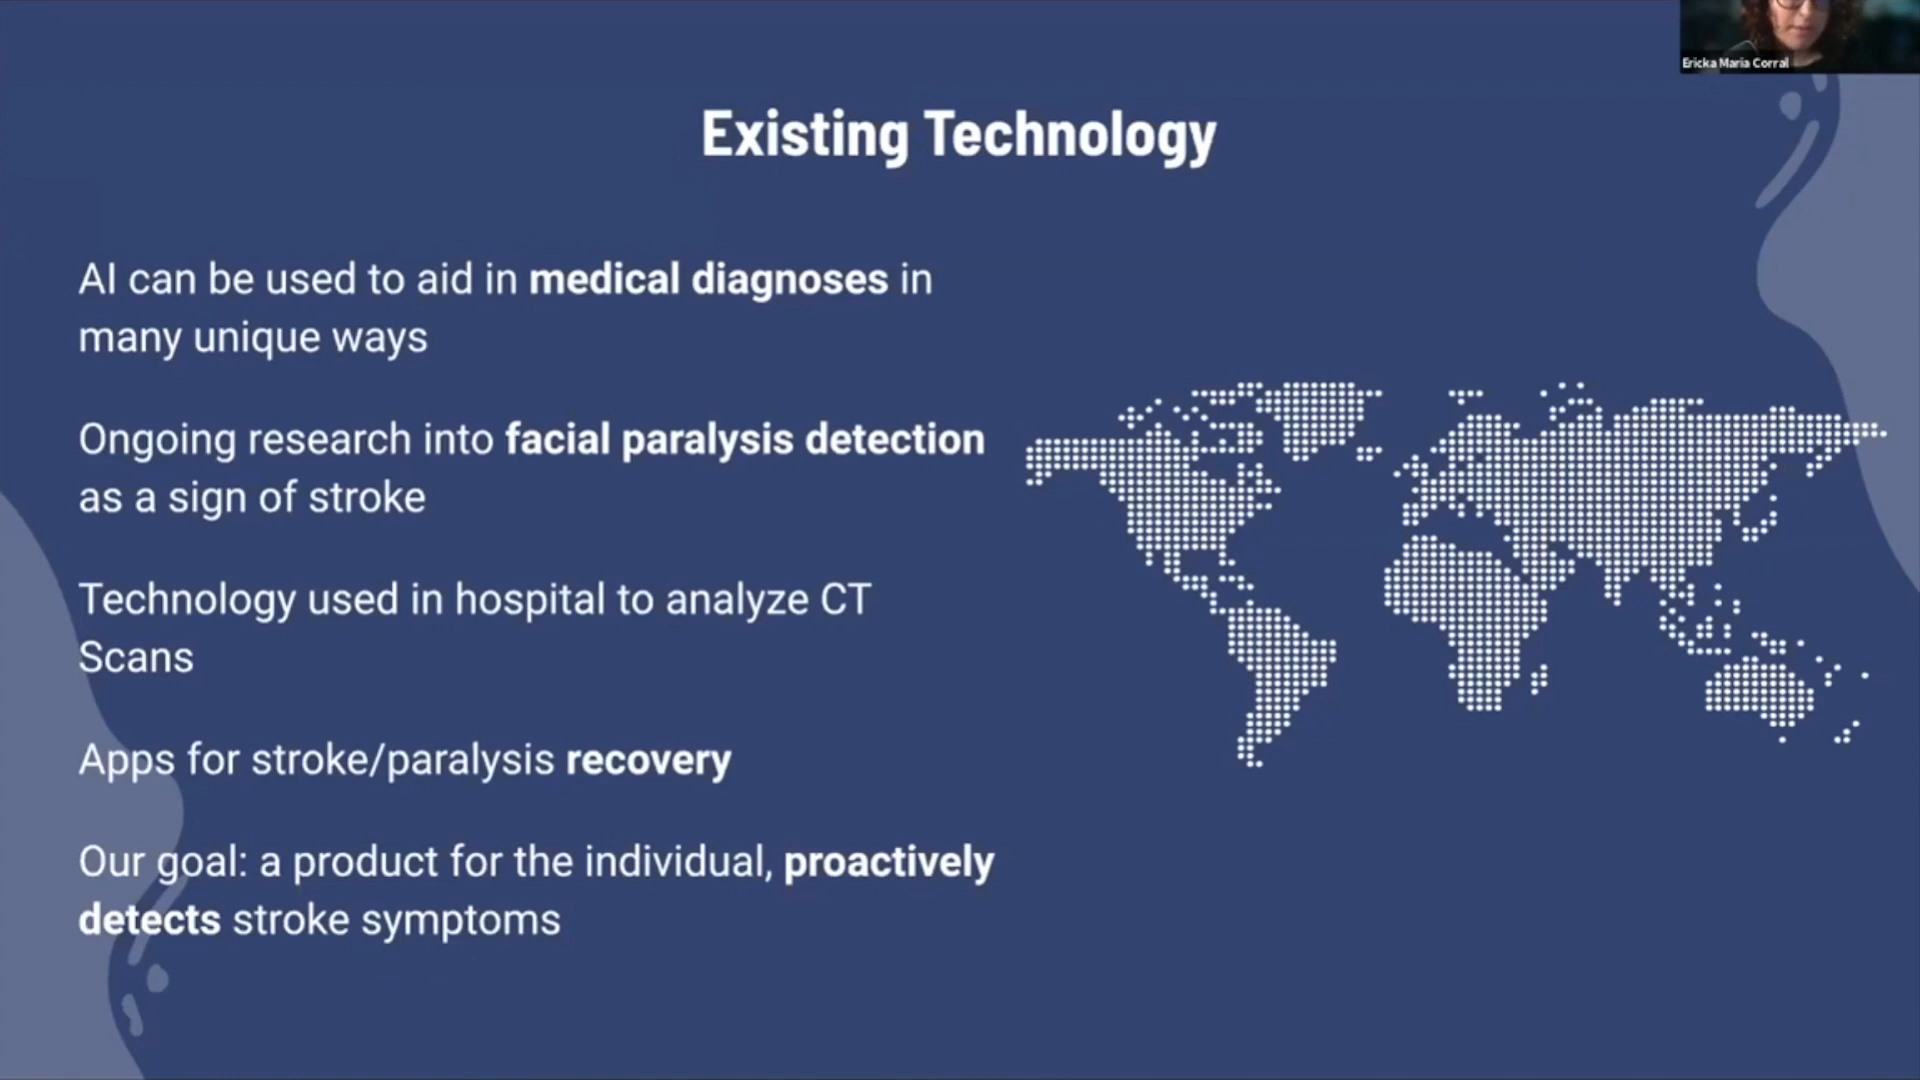 Ericka Maria Corral
Existing Technology
AI can be used to aid in medical diagnoses in
many unique ways
Ongoing research into facial paralysis detection
as a sign of stroke
Technology used in hospital to analyze CT
Scans
Apps for stroke/paralysis recovery
Our goal: a product for the individual, proactively
detects stroke symptoms